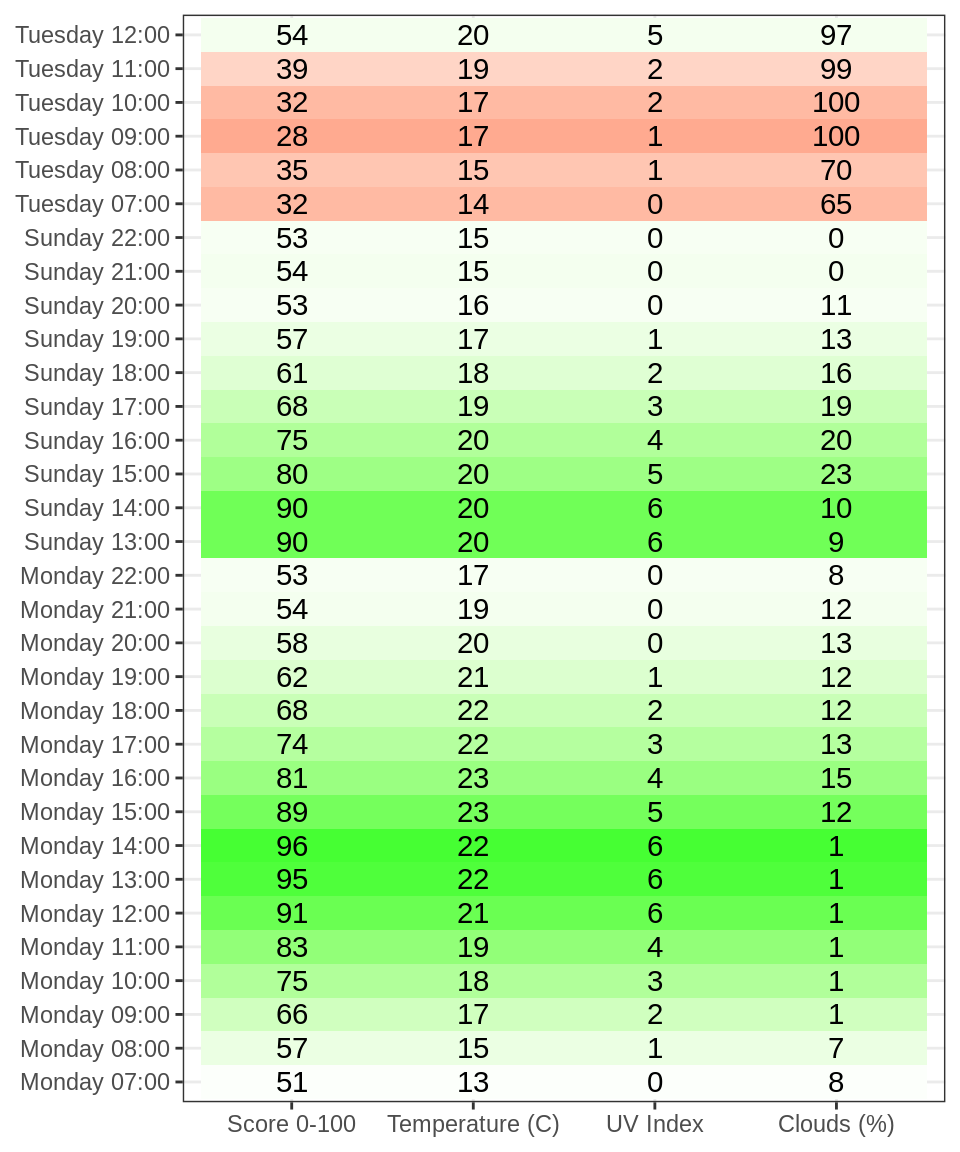 Tuesday 12:00 54 20 5 97
Tuesday 11:00 39 19 2 99
Tuesday 10:00 32 17 2 100
Tuesday 09:00 28 17 1 100
Tuesday 08:00 35 15 1 70
Tuesday 07:00 32 14 0 65
Sunday 22:00 53 15 0 0
Sunday 21:00 54 15 0 0
Sunday 20:00 53 16 0 11
Sunday 19:00 57 17 1 13
Sunday 18:00 61 18 2 16
Sunday 17:00 68 19 3 19
Sunday 16:00 75 20 4 20
Sunday 15:00 80 20 5 23
Sunday 14:00 90 20 6 10
Sunday 13:00 90 20 6 9
Monday 22:00 53 17 0 8
Monday 21:00 54 19 0 12
Monday 20:00 58 20 0 13
Monday 19:00 62 21 1 12
Monday 18:00 68 22 2 12
Monday 17:00 74 22 3 13
Monday 16:00 81 23 4 15
Monday 15:00 89 23 5 12
Monday 14:00 96 22 6 1
Monday 13:00 95 22 6 1
Monday 12:00 91 21 6 1
Monday 11:00 83 19 4 1
Monday 10:00 75 18 3 1
Monday 09:00 66 17 2 1
Monday 08:00 57 15 1 7
Monday 07:00 51 13 0 8
Score 0-100 Temperature (C) UV Index Clouds (%)